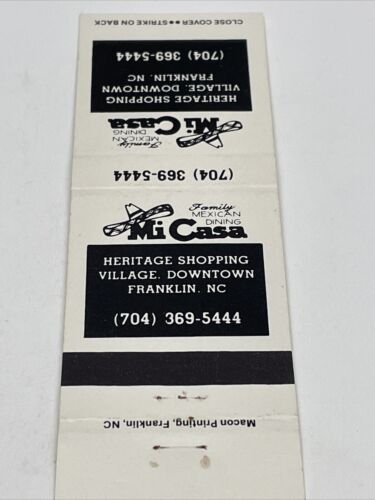 CLOSE COVER●●STRIKE ON BACK
(704) 369-5444
HERITAGE SHOPPING
VILLAGE, DOWNTOWN
FRANKLIN, NC
Family
MEXICAN
DINING
Mi Casa
(704) 369-5444
Family
MEXICAN
DINING
Mi Casa
HERITAGE SHOPPING
VILLAGE, DOWNTOWN
FRANKLIN, NC
(704) 369-5444
Macon Printing, Franklin, NC